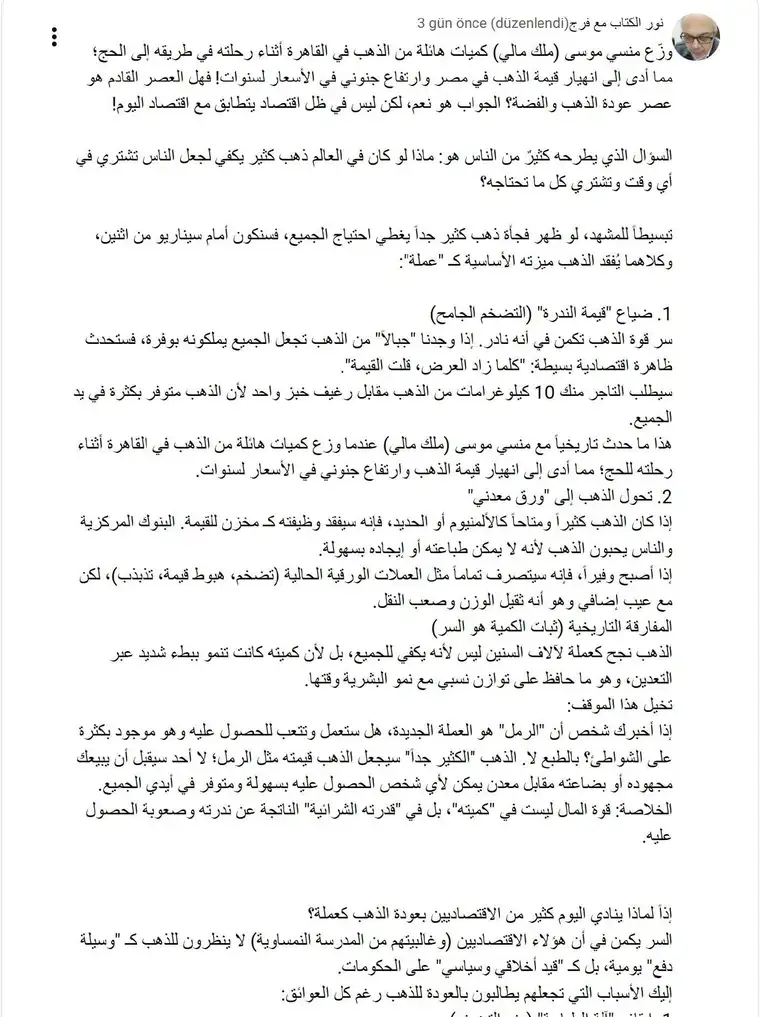 نور الكتاب مع فرج 3 gün önce (düzenlendi)
وزّع منسي موسى (ملك مالي) كميات هائلة من الذهب في القاهرة أثناء رحلته في طريقه إلى الحج؛
مما أدى إلى انهيار قيمة الذهب في مصر وارتفاع جنوني في الأسعار لسنوات! فهل العصر القادم هو
عصر عودة الذهب والفضة؟ الجواب هو نعم، لكن ليس في ظل اقتصاد يتطابق مع اقتصاد اليوم!
السؤال الذي يطرحه كثيرٌ من الناس هو: ماذا لو كان في العالم ذهب كثير يكفي لجعل الناس تشتري في
أي وقت وتشتري كل ما تحتاجه؟
تبسيطاً للمشهد، لو ظهر فجأة ذهب كثير جداً يغطي احتياج الجميع، فسنكون أمام سيناريو من اثنين،
وكلاهما يُفقد الذهب ميزته الأساسية كـ "عملة":
1. ضياع "قيمة الندرة" (التضخم الجامح)
سر قوة الذهب تكمن في أنه نادر. إذا وجدنا "جبالاً" من الذهب تجعل الجميع يملكونه بوفرة، فستحدث
ظاهرة اقتصادية بسيطة: "كلما زاد العرض، قلت القيمة".
سيطلب التاجر منك 10 كيلوغرامات من الذهب مقابل رغيف خبز واحد لأن الذهب متوفر بكثرة في يد
الجميع.
هذا ما حدث تاريخياً مع منسي موسى (ملك مالي) عندما وزع كميات هائلة من الذهب في القاهرة أثناء
رحلته للحج؛ مما أدى إلى انهيار قيمة الذهب وارتفاع جنوني في الأسعار لسنوات.
2. تحول الذهب إلى "ورق معدني"
إذا كان الذهب كثيراً ومتاحاً كالألمنيوم أو الحديد، فإنه سيفقد وظيفته كـ مخزن للقيمة. البنوك المركزية
والناس يحبون الذهب لأنه لا يمكن طباعته أو إيجاده بسهولة.
إذا أصبح وفيراً، فإنه سيتصرف تماماً مثل العملات الورقية الحالية (تضخم، هبوط قيمة، تذبذب)، لكن
مع عيب إضافي وهو أنه ثقيل الوزن وصعب النقل.
المفارقة التاريخية (ثبات الكمية هو السر)
الذهب نجح كعملة لآلاف السنين ليس لأنه يكفي للجميع، بل لأن كميته كانت تنمو ببطء شديد عبر
التعدين، وهو ما حافظ على توازن نسبي مع نمو البشرية وقتها.
تخيل هذا الموقف:
إذا أخبرك شخص أن "الرمل" هو العملة الجديدة، هل ستعمل وتتعب للحصول عليه وهو موجود بكثرة
على الشواطئ؟ بالطبع لا. الذهب "الكثير جداً" سيجعل الذهب قيمته مثل الرمل؛ لا أحد سيقبل أن يبيعك
مجهوده أو بضاعته مقابل معدن يمكن لأي شخص الحصول عليه بسهولة ومتوفر في أيدي الجميع.
الخلاصة: قوة المال ليست في "كميته"، بل في "قدرته الشرائية" الناتجة عن ندرته وصعوبة الحصول
عليه.
إذاً لماذا ينادي اليوم كثير من الاقتصاديين بعودة الذهب كعملة؟
السر يكمن في أن هؤلاء الاقتصاديين (وغالبيتهم من المدرسة النمساوية) لا ينظرون للذهب كـ "وسيلة
دفع" يومية، بل كـ "قيد أخلاقي وسياسي" على الحكومات.
إليك الأسباب التي تجعلهم يطالبون بالعودة للذهب رغم كل العوائق: